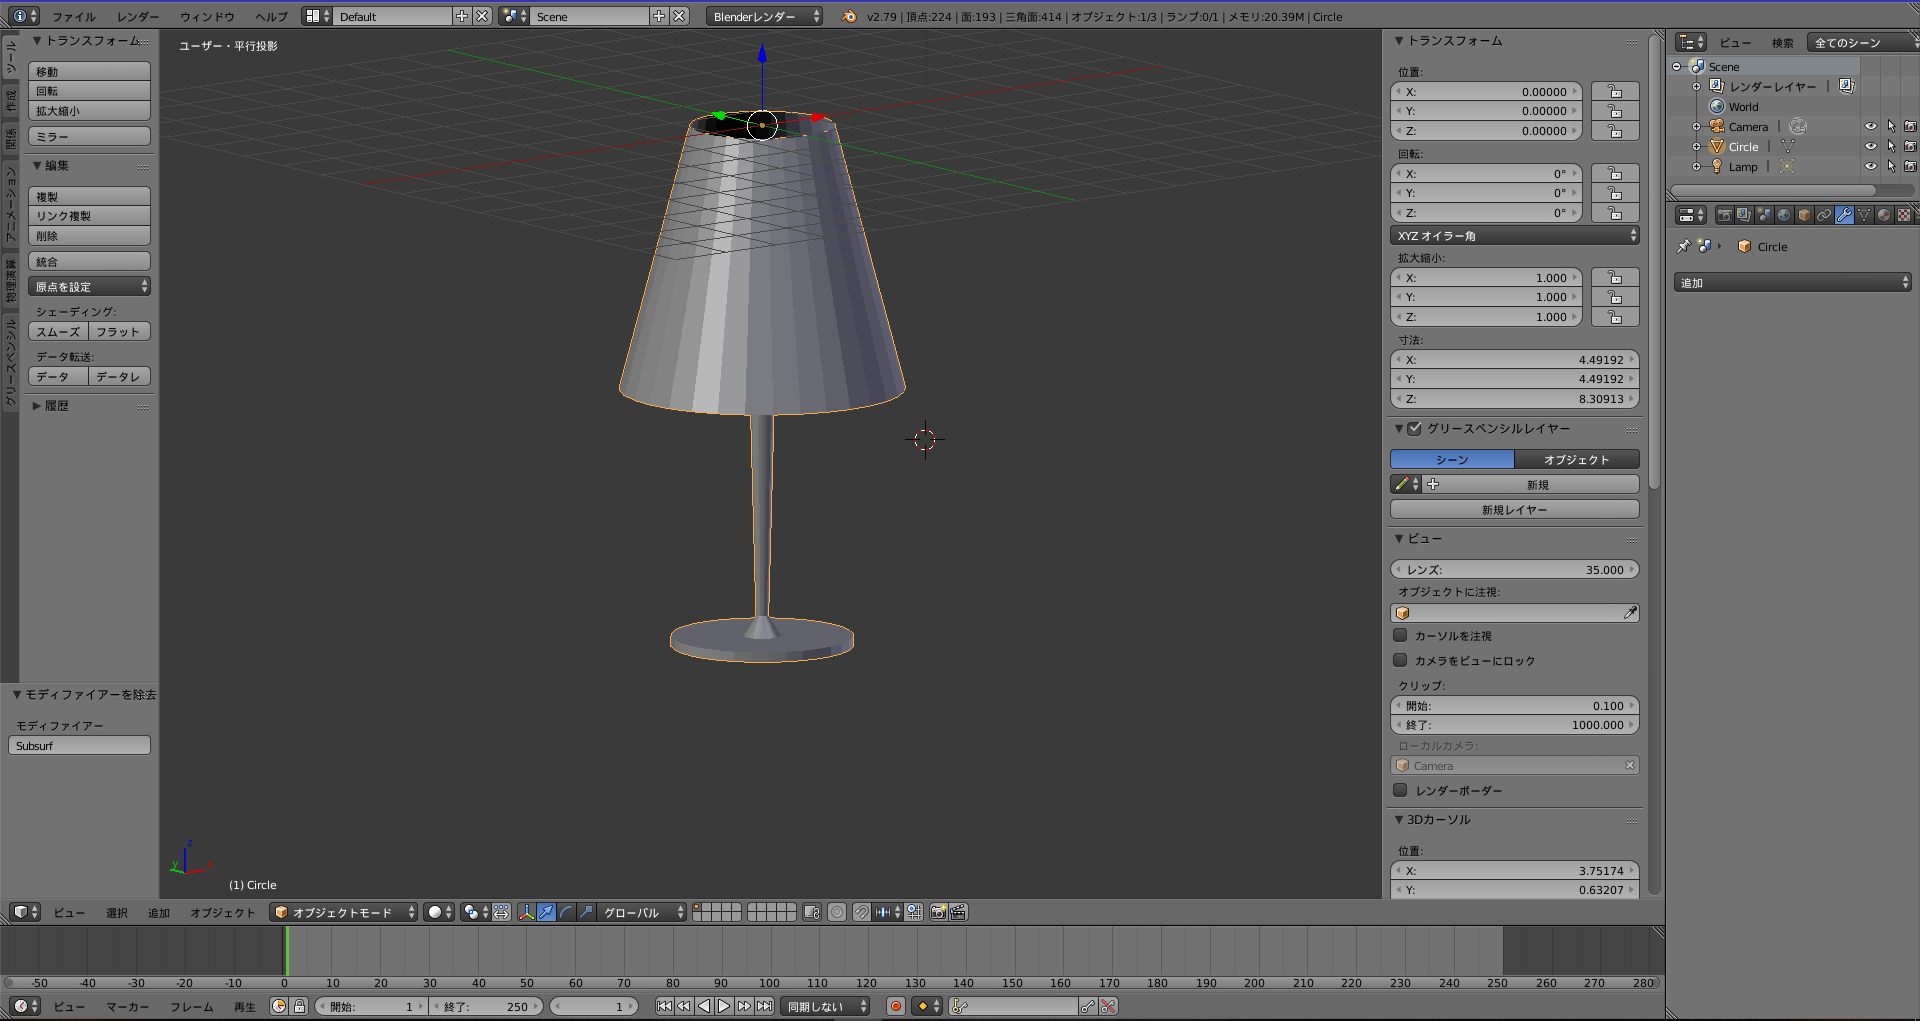 ファイル レンダー ウィンドウ ヘルプ Default Scene Blenderレンダー v2.79 | 頂点:224 | 面:193 | 三角面:414 | オブジェクト:1/3 | ランプ:0/1 | メモリ:20.39M | Circle
ツール
作成
関係
アニメーション
物理演算
グリースペンシル
トランスフォーム
移動
回転
拡大縮小
ミラー
編集
複製
リンク複製
削除
統合
原点を設定
シェーディング:
スムーズ フラット
データ転送:
データ データレ
履歴
モディファイアーを除去
モディファイアー
Subsurf
ユーザー・平行投影
z
y
x
(1) Circle
トランスフォーム
位置:
X: 0.00000
Y: 0.00000
Z: 0.00000
回転:
X: 0°
Y: 0°
Z: 0°
XYZ オイラー角
拡大縮小:
X: 1.000
Y: 1.000
Z: 1.000
寸法:
X: 4.49192
Y: 4.49192
Z: 8.30913
グリースペンシルレイヤー
シーン オブジェクト
新規
新規レイヤー
ビュー
レンズ: 35.000
オブジェクトに注視:
カーソルを注視
カメラをビューにロック
クリップ:
開始: 0.100
終了: 1000.000
ローカルカメラ:
Camera
レンダーボーダー
3Dカーソル
位置:
X: 3.75174
Y: 0.63207
ビュー 検索 全てのシーン
Scene
レンダーレイヤー
World
Camera
Circle
Lamp
Circle
追加
ビュー 選択 追加 オブジェクト オブジェクトモード グローバル
-50 -40 -30 -20 -10 0 10 20 30 40 50 60 70 80 90 100 110 120 130 140 150 160 170 180 190 200 210 220 230 240 250 260 270 280
ビュー マーカー フレーム 再生 開始: 1 終了: 250 1 同期しない